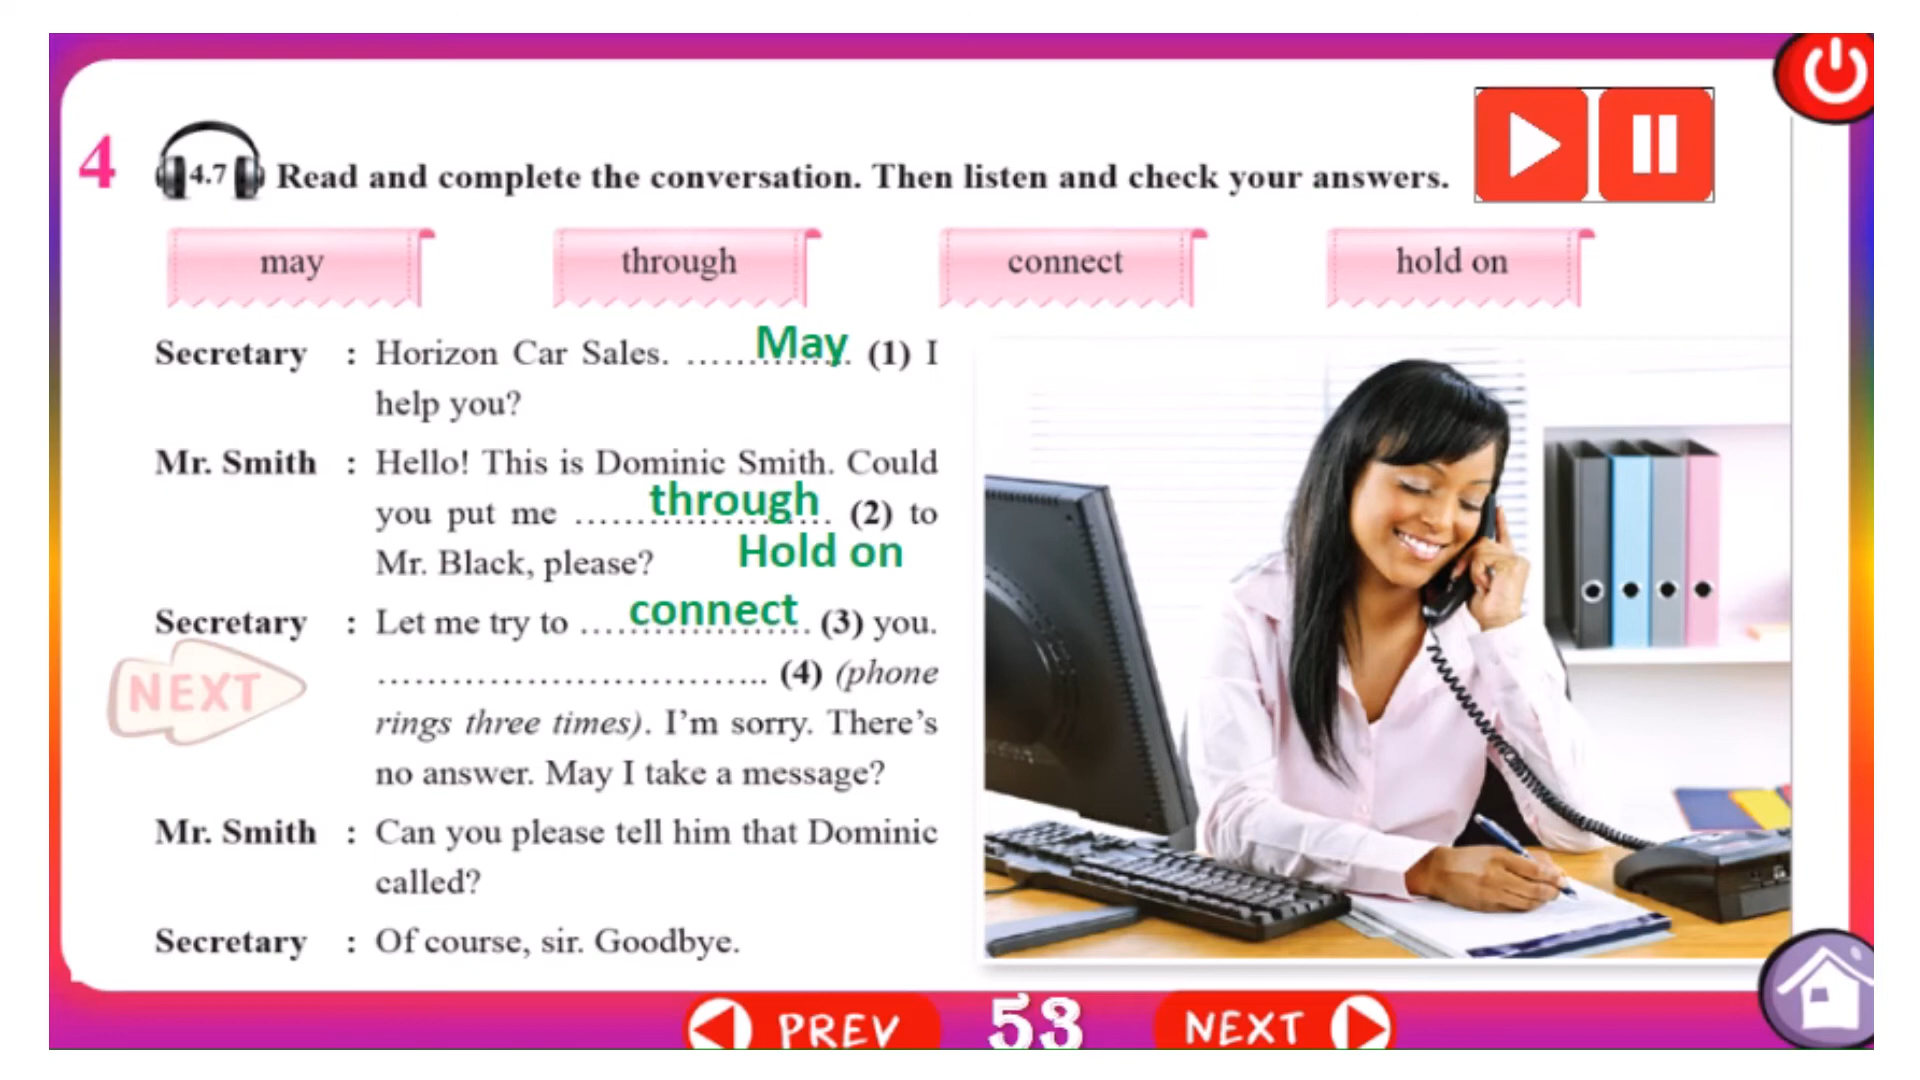 4 4.7 Read and complete the conversation. Then listen and check your answers.
may through connect hold on
Secretary : Horizon Car Sales. ................ May (1) I
help you?
Mr. Smith : Hello! This is Dominic Smith. Could
you put me ........................ through (2) to
Mr. Black, please? Hold on
Secretary : Let me try to ...................... connect (3) you.
...................................... (4) (phone
rings three times). I'm sorry. There's
no answer. May I take a message?
NEXT
Mr. Smith : Can you please tell him that Dominic
called?
Secretary : Of course, sir. Goodbye.
PREV 53 NEXT